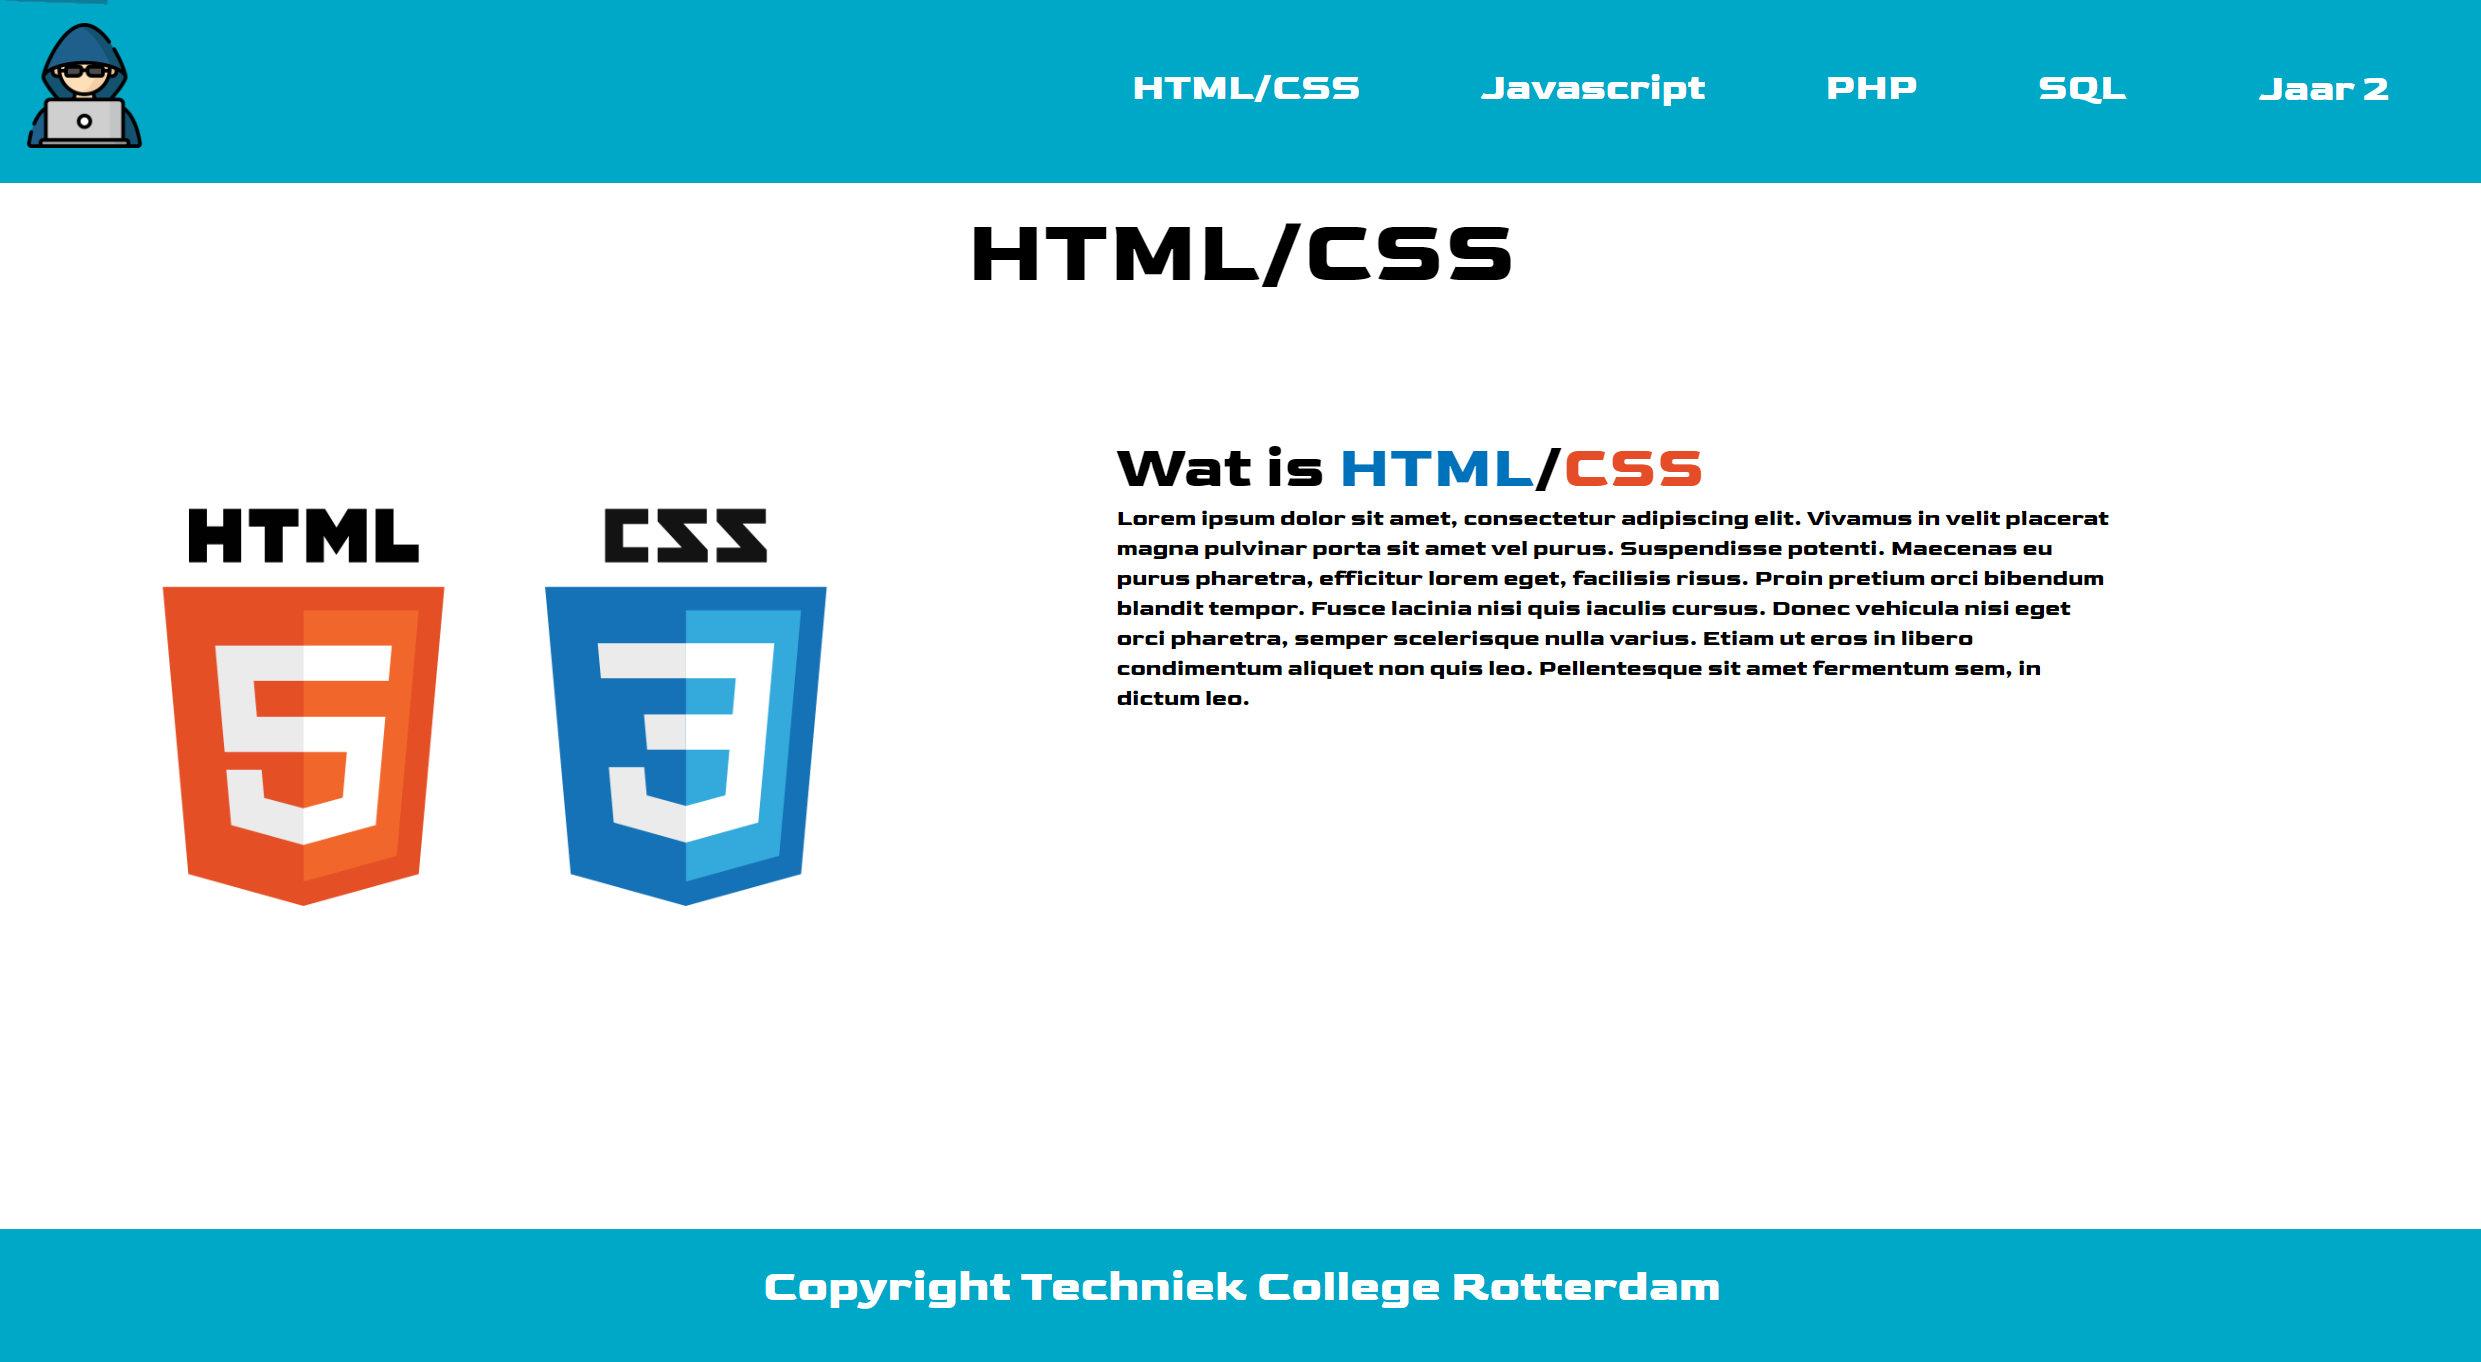 HTML/CSS
Javascript
PHP
SQL
Jaar 2
HTML/CSS
HTML
CSS
Wat is HTML/CSS
Lorem ipsum dolor sit amet, consectetur adipiscing elit. Vivamus in velit placerat
magna pulvinar porta sit amet vel purus. Suspendisse potenti. Maecenas eu
purus pharetra, efficitur lorem eget, facilisis risus. Proin pretium orci bibendum
blandit tempor. Fusce lacinia nisi quis iaculis cursus. Donec vehicula nisi eget
orci pharetra, semper scelerisque nulla varius. Etiam ut eros in libero
condimentum aliquet non quis leo. Pellentesque sit amet fermentum sem, in
dictum leo.
Copyright Techniek College Rotterdam